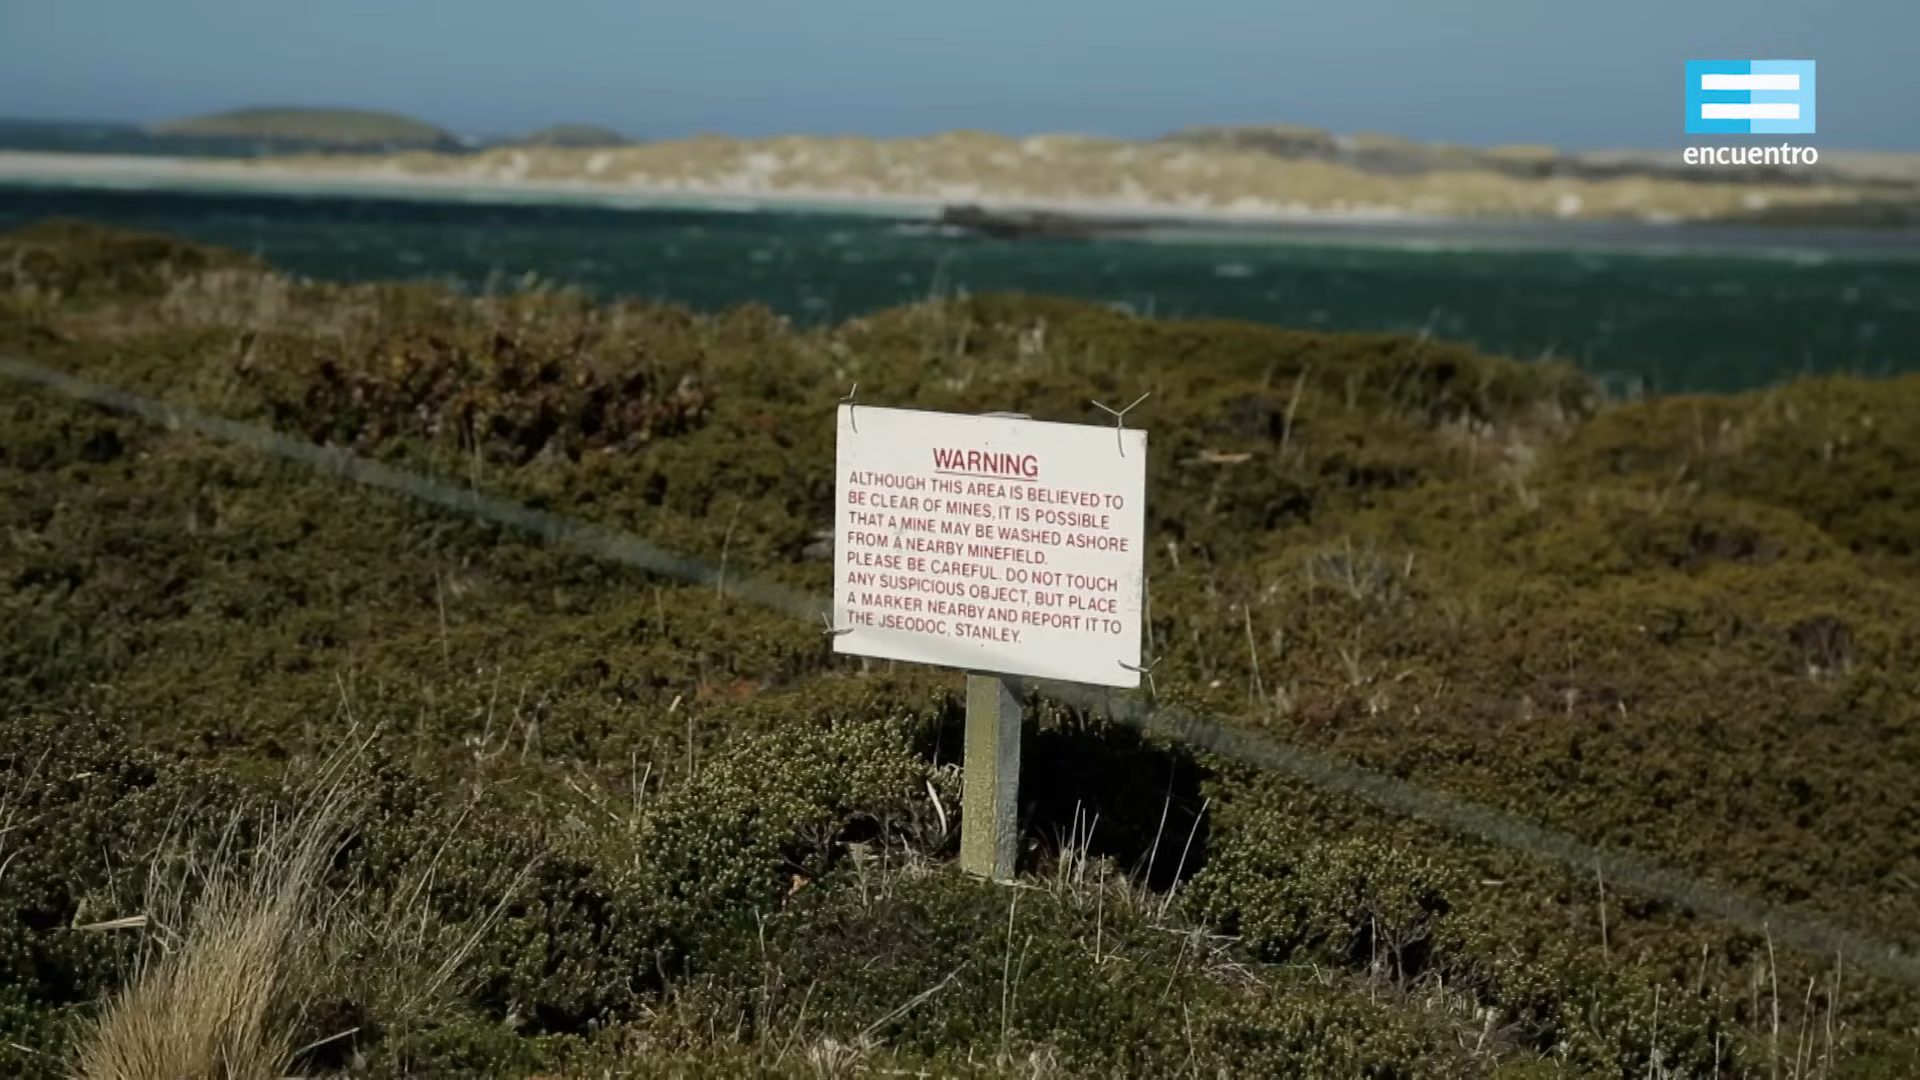 encuentro
WARNING
ALTHOUGH THIS AREA IS BELIEVED TO
BE CLEAR OF MINES, IT IS POSSIBLE
THAT A MINE MAY BE WASHED ASHORE
FROM A NEARBY MINEFIELD.
PLEASE BE CAREFUL. DO NOT TOUCH
ANY SUSPICIOUS OBJECT, BUT PLACE
A MARKER NEARBY AND REPORT IT TO
THE JSEODOC, STANLEY.